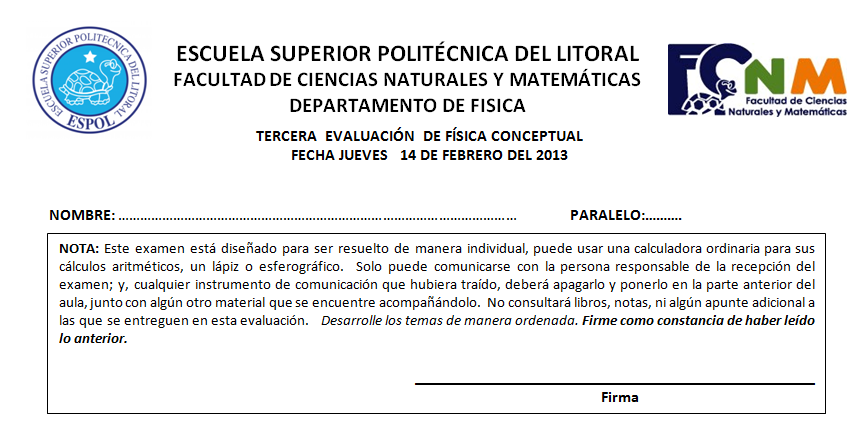 ESCUELA SUPERIOR POLITECNICA DEL LITORAL
ESPOL
ESCUELA SUPERIOR POLITÉCNICA DEL LITORAL
FACULTAD DE CIENCIAS NATURALES Y MATEMÁTICAS
DEPARTAMENTO DE FISICA
TERCERA EVALUACIÓN DE FÍSICA CONCEPTUAL
FECHA JUEVES 14 DE FEBRERO DEL 2013
FCNM
Facultad de Ciencias
Naturales y Matemáticas
NOMBRE: ……………………………………………………………………………………………… PARALELO:..........
NOTA: Este examen está diseñado para ser resuelto de manera individual, puede usar una calculadora ordinaria para sus
cálculos aritméticos, un lápiz o esferográfico. Solo puede comunicarse con la persona responsable de la recepción del
examen; y, cualquier instrumento de comunicación que hubiera traído, deberá apagarlo y ponerlo en la parte anterior del
aula, junto con algún otro material que se encuentre acompañándolo. No consultará libros, notas, ni algún apunte adicional a
las que se entreguen en esta evaluación. Desarrolle los temas de manera ordenada. Firme como constancia de haber leído
lo anterior.
Firma